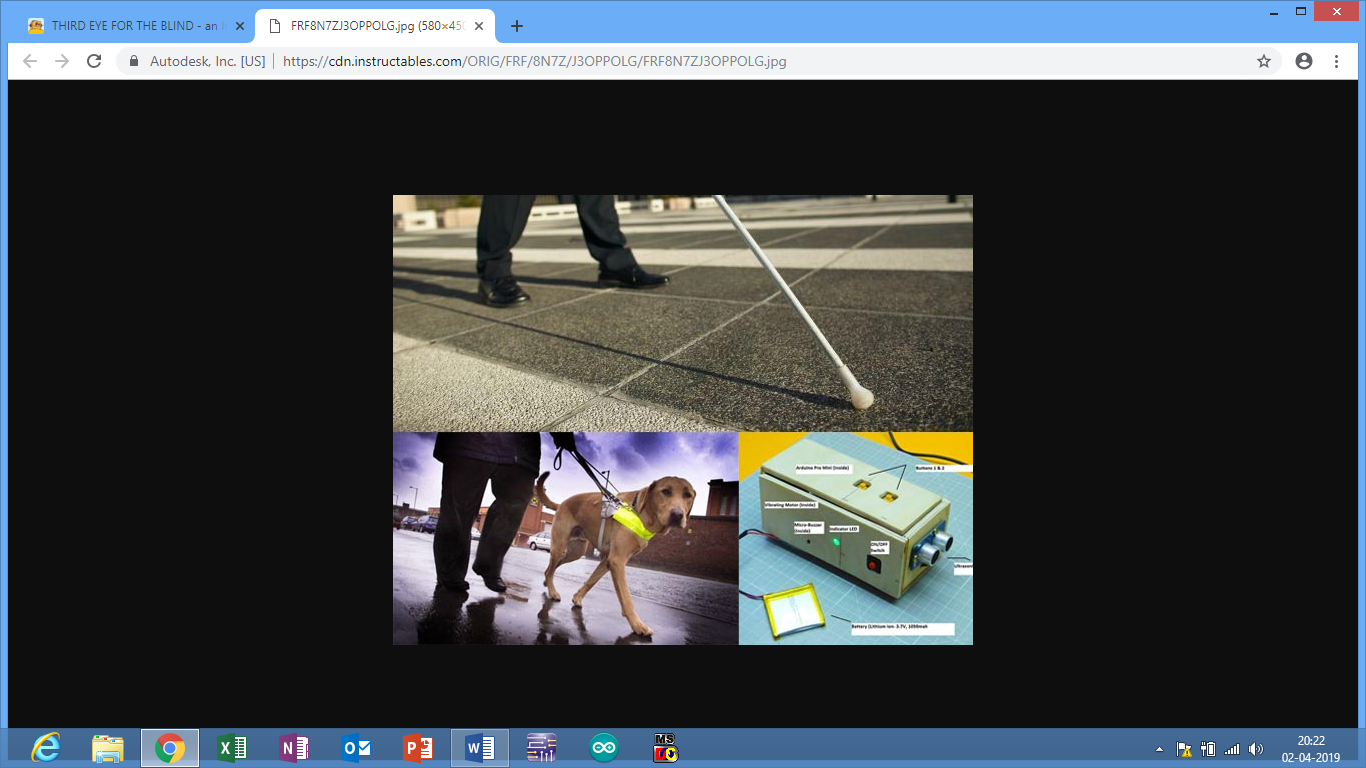 THIRD EYE FOR THE BLIND - an
FRF8N7ZJ3OPPOLG.jpg (580×450
Autodesk, Inc. [US]
https://cdn.instructables.com/ORIG/FRF/8N7Z/J3OPPOLG/FRF8N7ZJ3OPPOLG.jpg
Arduino Pro Mini (Inside)
Buttons 1 & 2
Vibrating Motor (Inside)
Micro-Buzzer
(Inside)
Indicator LED
ON/OFF
Switch
Battery (Lithium Ion- 3.7V,
20:22
02-04-2019